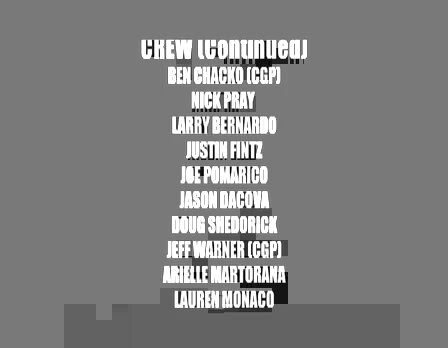 CREW (Continued)
BEN CHACKO (CGP)
NICK PRAY
LARRY BERNARDO
JUSTIN FINTZ
JOE POMARICO
JASON DACOVA
DOUG SHEDORICK
JEFF WARNER (CGP)
ARIELLE MARTORANA
LAUREN MONACO